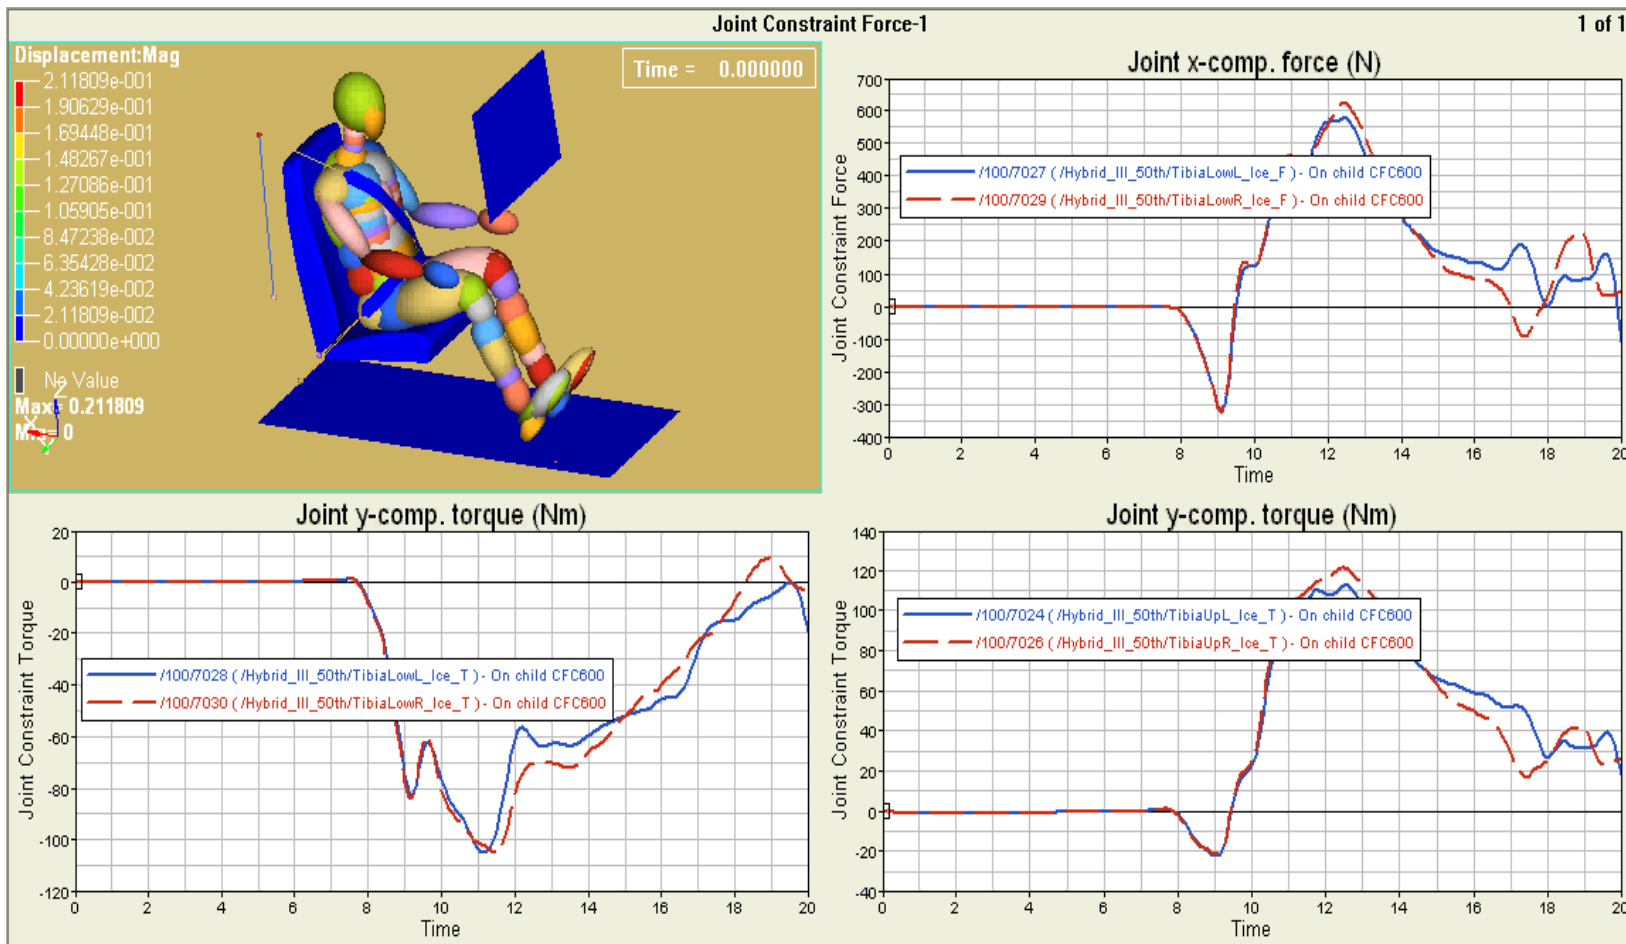 Joint Constraint Force-1
1 of 1
Displacement:Mag
2.11809e-001
1.90629e-001
1.69448e-001
1.48267e-001
1.27086e-001
1.05905e-001
8.47238e-002
6.35428e-002
4.23619e-002
2.11809e-002
0.00000e+000
No Value
Max= 0.211809
Min= 0
Z
X
Y
Time = 0.000000
Joint x-comp. force (N)
Joint Constraint Force
700
600
500
400
300
200
100
0
-100
-200
-300
-400
/100/7027 ( /Hybrid_III_50th/TibiaLowL_Ice_F ) - On child CFC600
/100/7029 ( /Hybrid_III_50th/TibiaLowR_Ice_F ) - On child CFC600
0 2 4 6 8 10 12 14 16 18 20
Time
Joint y-comp. torque (Nm)
Joint Constraint Torque
20
0
-20
-40
-60
-80
-100
-120
/100/7028 ( /Hybrid_III_50th/TibiaLowL_Ice_T ) - On child CFC600
/100/7030 ( /Hybrid_III_50th/TibiaLowR_Ice_T ) - On child CFC600
0 2 4 6 8 10 12 14 16 18 20
Time
Joint y-comp. torque (Nm)
Joint Constraint Torque
140
120
100
80
60
40
20
0
-20
-40
/100/7024 ( /Hybrid_III_50th/TibiaUpL_Ice_T ) - On child CFC600
/100/7026 ( /Hybrid_III_50th/TibiaUpR_Ice_T ) - On child CFC600
0 2 4 6 8 10 12 14 16 18 20
Time